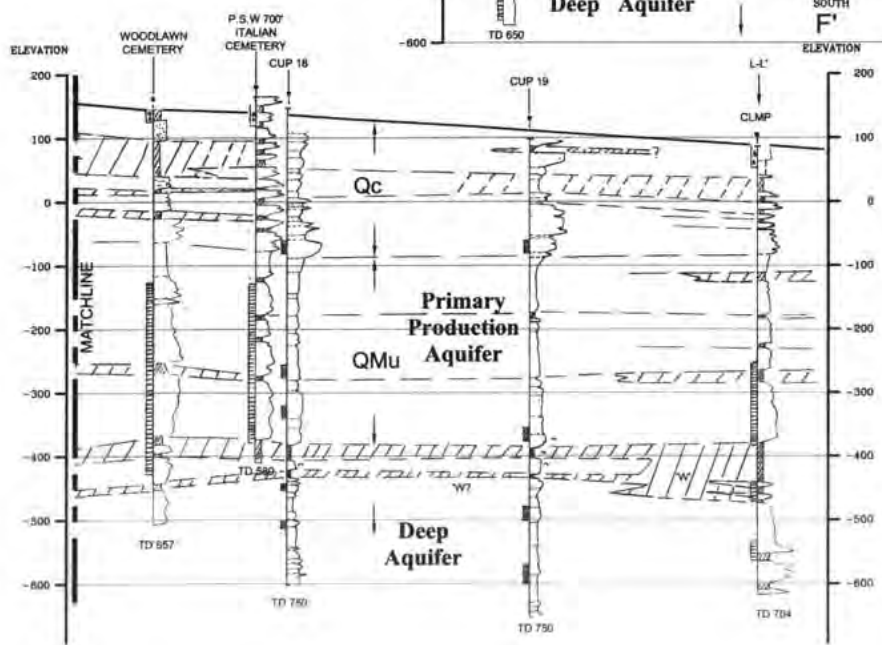 Deep Aquifer
TD 650
-600
SOUTH
F'
WOODLAWN
CEMETERY
P.S.W 700'
ITALIAN
CEMETERY
CUP 18
CUP 19
L-L'
CLMP
ELEVATION
ELEVATION
200
200
100
100
0
0
-100
-100
-200
-200
-300
-300
-400
-400
-500
-500
-600
-600
MATCHLINE
Qc
?
Primary
Production
Aquifer
QMu
'W?
'W'
Deep
Aquifer
TD 657
TD 580
TD 750
TD 750
TD 704